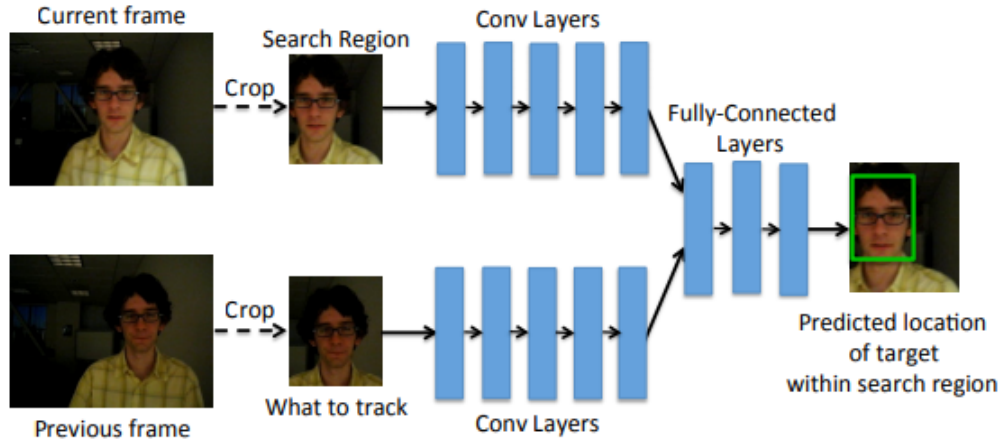 Current frame
Crop
Search Region
Conv Layers
Fully-Connected
Layers
Predicted location
of target
within search region
Previous frame
Crop
What to track
Conv Layers